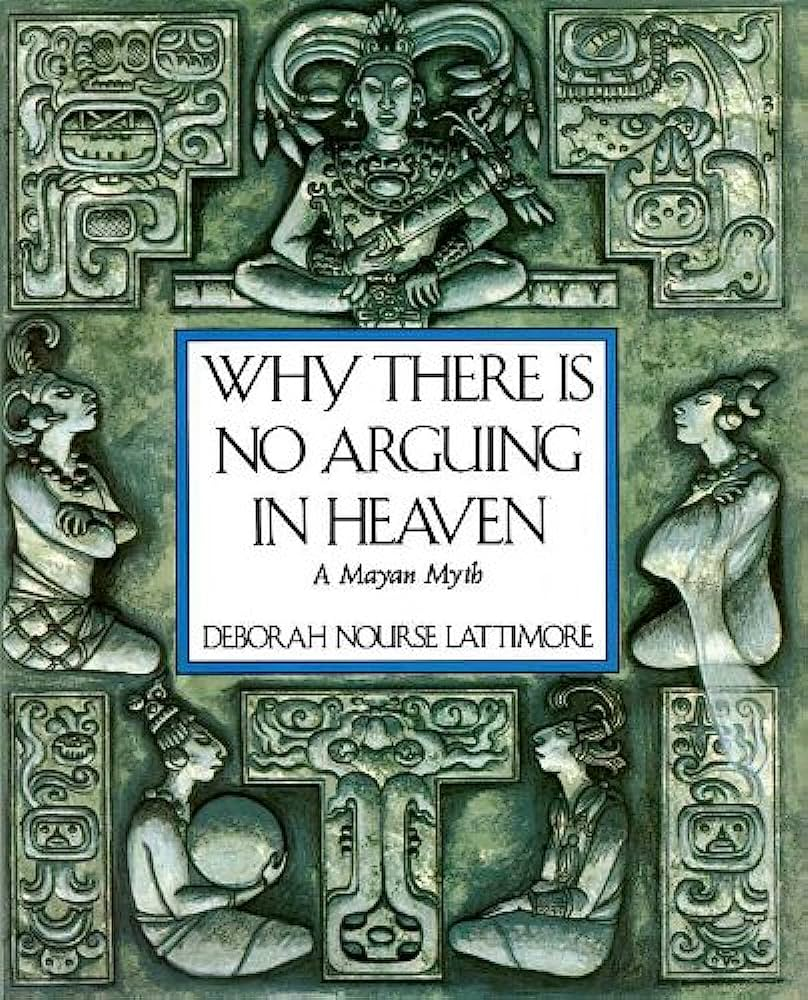 WHY THERE IS
NO ARGUING
IN HEAVEN
A Mayan Myth
DEBORAH NOURSE LATTIMORE